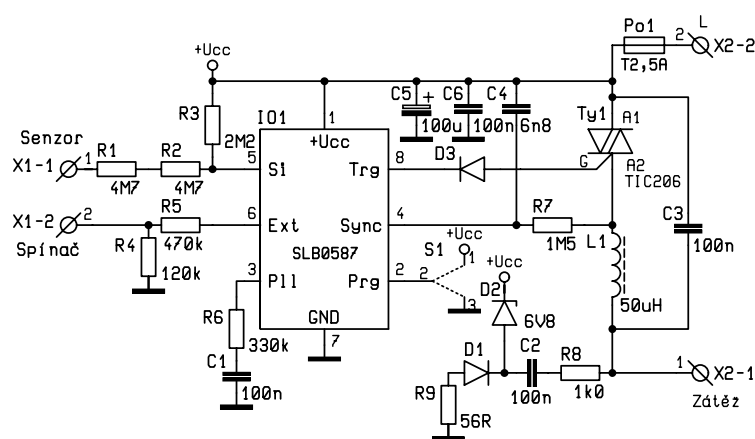 Po1
L
2
X2-2
T2,5A
+Ucc
R3
2M2
IO1
1
+Ucc
C5
+
100u
C6
100n
C4
6n8
Ty1
A1
A2
G
TIC206
Senzor
X1-1
1
R1
4M7
R2
4M7
5
S1
Trg
8
D3
X1-2
2
Spínač
R5
470k
R4
120k
6
Ext
Sync
4
R7
1M5
C3
100n
SLB0587
L1
50uH
3
Pll
Prg
2
2
S1
+Ucc
1
3
R6
330k
GND
7
D2
+Ucc
6V8
C1
100n
D1
C2
100n
R8
1k0
1
X2-1
Zátěž
R9
56R